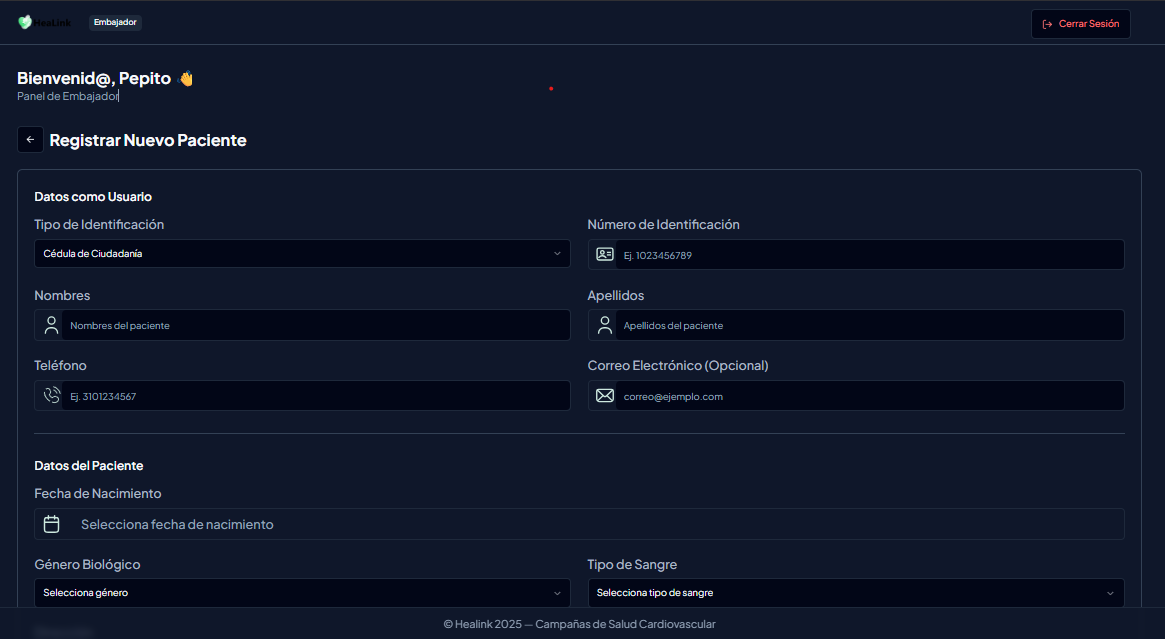 HeaLink
Embajador
Cerrar Sesión
Bienvenid@, Pepito 👋
Panel de Embajador
Registrar Nuevo Paciente
Datos como Usuario
Tipo de Identificación
Número de Identificación
Cédula de Ciudadanía
Ej. 1023456789
Nombres
Apellidos
Nombres del paciente
Apellidos del paciente
Teléfono
Correo Electrónico (Opcional)
Ej. 3101234567
correo@ejemplo.com
Datos del Paciente
Fecha de Nacimiento
Selecciona fecha de nacimiento
Género Biológico
Tipo de Sangre
Selecciona género
Selecciona tipo de sangre
© Healink 2025 — Campañas de Salud Cardiovascular